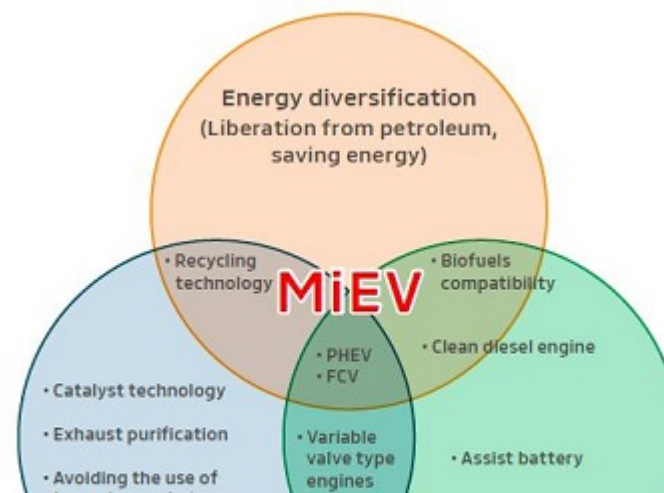 Energy diversification
(Liberation from petroleum,
saving energy)
• Recycling
technology
MiEV
• Biofuels
compatibility
• PHEV
• FCV
• Clean diesel engine
• Catalyst technology
• Exhaust purification
• Variable
valve type
engines
• Assist battery
• Avoiding the use of